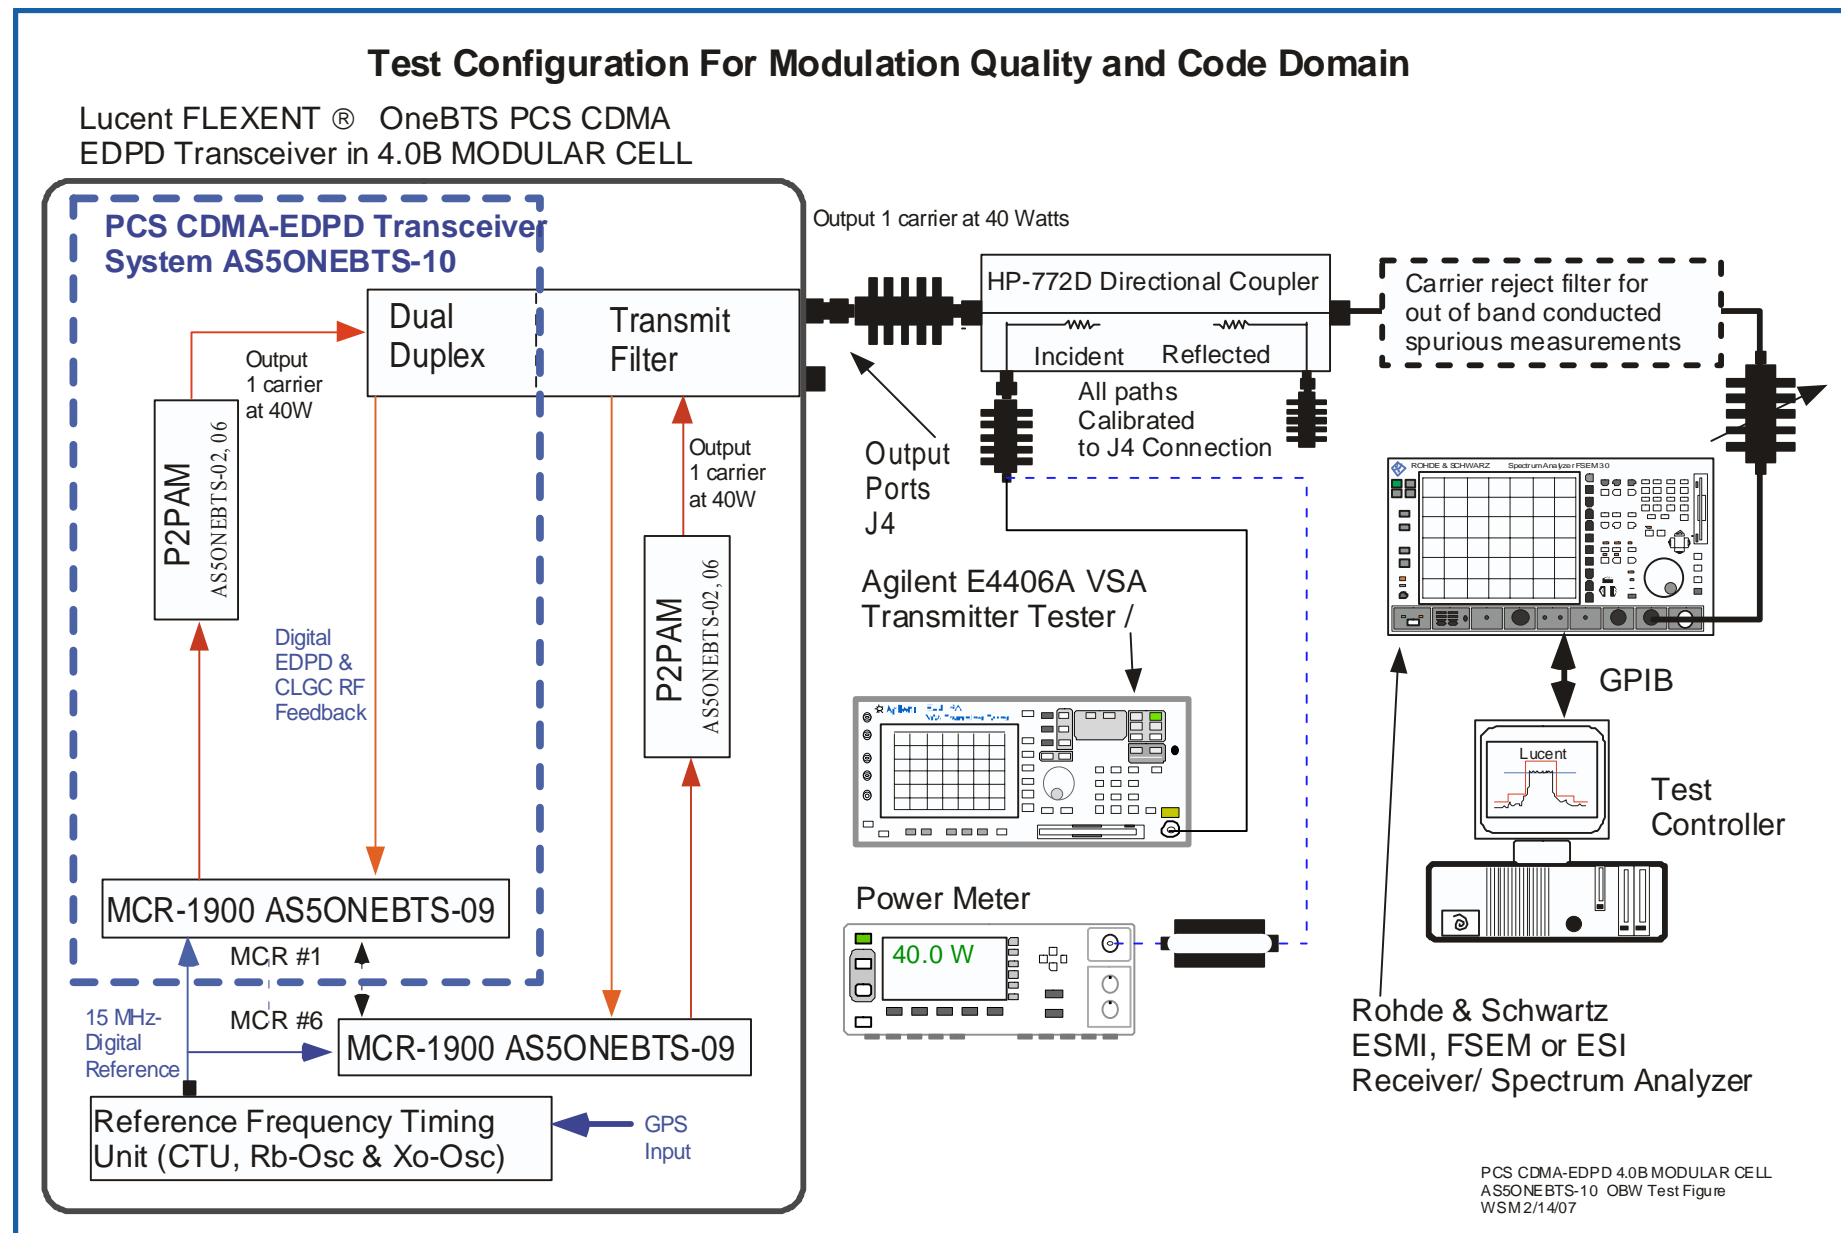 Test Configuration For Modulation Quality and Code Domain
Lucent FLEXENT ® OneBTS PCS CDMA
EDPD Transceiver in 4.0B MODULAR CELL
PCS CDMA-EDPD Transceiver
System AS5ONEBTS-10
Dual
Duplex
Transmit
Filter
Output
1 carrier
at 40W
P2PAM
AS5ONEBTS-02, 06
Output
1 carrier
at 40W
P2PAM
AS5ONEBTS-02, 06
Digital
EDPD &
CLGC RF
Feedback
MCR-1900 AS5ONEBTS-09
MCR #1
MCR #6
MCR-1900 AS5ONEBTS-09
15 MHz-
Digital
Reference
Reference Frequency Timing
Unit (CTU, Rb-Osc & Xo-Osc)
GPS
Input
Output 1 carrier at 40 Watts
HP-772D Directional Coupler
Incident
Reflected
All paths
Calibrated
to J4 Connection
Output
Ports
J4
Carrier reject filter for
out of band conducted
spurious measurements
ROHDE & SCHWARZ Spectrum Analyzer FSEM 30
Agilent E4406A VSA
Transmitter Tester /
Agilent
GPIB
Lucent
Test
Controller
Power Meter
40.0 W
Rohde & Schwartz
ESMI, FSEM or ESI
Receiver/ Spectrum Analyzer
PCS CDMA-EDPD 4.0B MODULAR CELL
AS5ONEBTS-10 OBW Test Figure
WSM 2/14/07